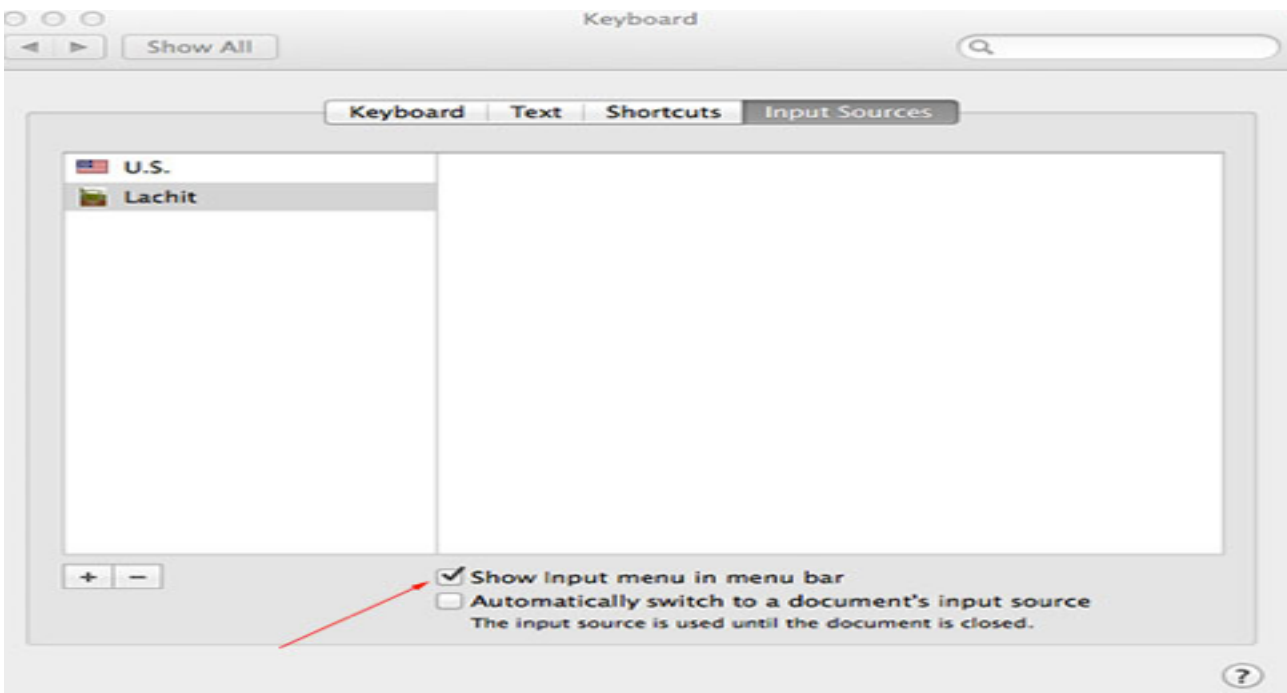 Keyboard
Show All
Keyboard Text Shortcuts Input Sources
U.S.
Lachit
+ −
Show Input menu in menu bar
Automatically switch to a document's input source
The input source is used until the document is closed.
?